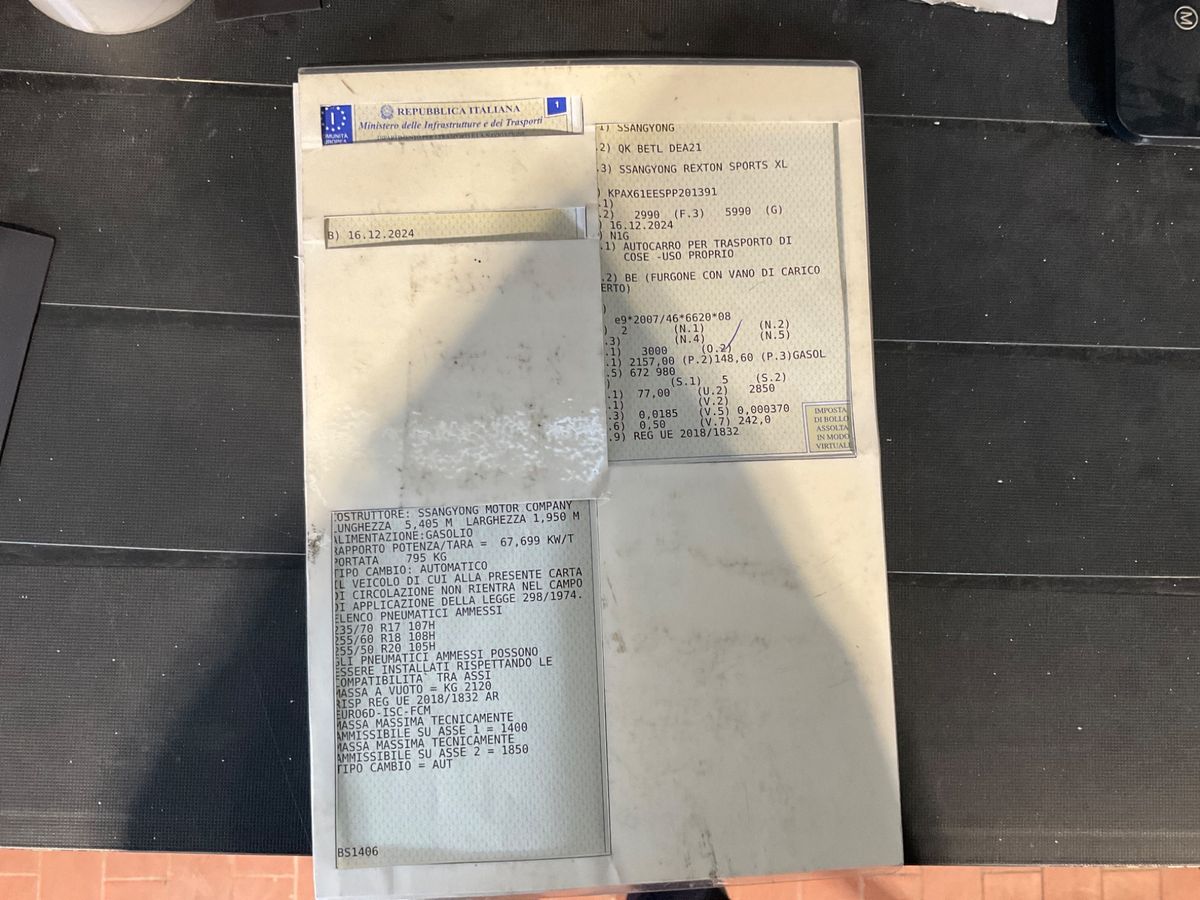 REPUBBLICA ITALIANA
1
I
Ministero delle Infrastrutture e dei Trasporti
B) 16.12.2024
1) SSANGYONG
.2) QK BETL DEA21
.3) SSANGYONG REXTON SPORTS XL
) KPAX61EESPP201391
.1)
.2) 2990 (F.3) 5990 (G)
) 16.12.2024
) N1G
.1) AUTOCARRO PER TRASPORTO DI
COSE -USO PROPRIO
.2) BE (FURGONE CON VANO DI CARICO
ERTO)
)
e9*2007/46*6620*08
) 2 (N.1) (N.2)
.3) (N.4) (N.5)
.1) 3000 (O.2)
.1) 2157,00 (P.2)148,60 (P.3)GASOL
.5) 672 980
) (S.1) 5 (S.2)
.1) 77,00 (U.2) 2850
.1) (V.2)
.3) 0,0185 (V.5) 0,000370
.6) 0,50 (V.7) 242,0
.9) REG UE 2018/1832
IMPOSTA
DI BOLLO
ASSOLTA
IN MODO
VIRTUALE
OSTRUTTORE: SSANGYONG MOTOR COMPANY
UNGHEZZA 5,405 M LARGHEZZA 1,950 M
ALIMENTAZIONE:GASOLIO
RAPPORTO POTENZA/TARA = 67,699 KW/T
PORTATA 795 KG
TIPO CAMBIO: AUTOMATICO
IL VEICOLO DI CUI ALLA PRESENTE CARTA
DI CIRCOLAZIONE NON RIENTRA NEL CAMPO
DI APPLICAZIONE DELLA LEGGE 298/1974.
ELENCO PNEUMATICI AMMESSI
235/70 R17 107H
255/60 R18 108H
255/50 R20 105H
GLI PNEUMATICI AMMESSI POSSONO
ESSERE INSTALLATI RISPETTANDO LE
COMPATIBILITA` TRA ASSI
MASSA A VUOTO = KG 2120
RISP REG UE 2018/1832 AR
EURO6D-ISC-FCM
MASSA MASSIMA TECNICAMENTE
AMMISSIBILE SU ASSE 1 = 1400
MASSA MASSIMA TECNICAMENTE
AMMISSIBILE SU ASSE 2 = 1850
TIPO CAMBIO = AUT
BS1406